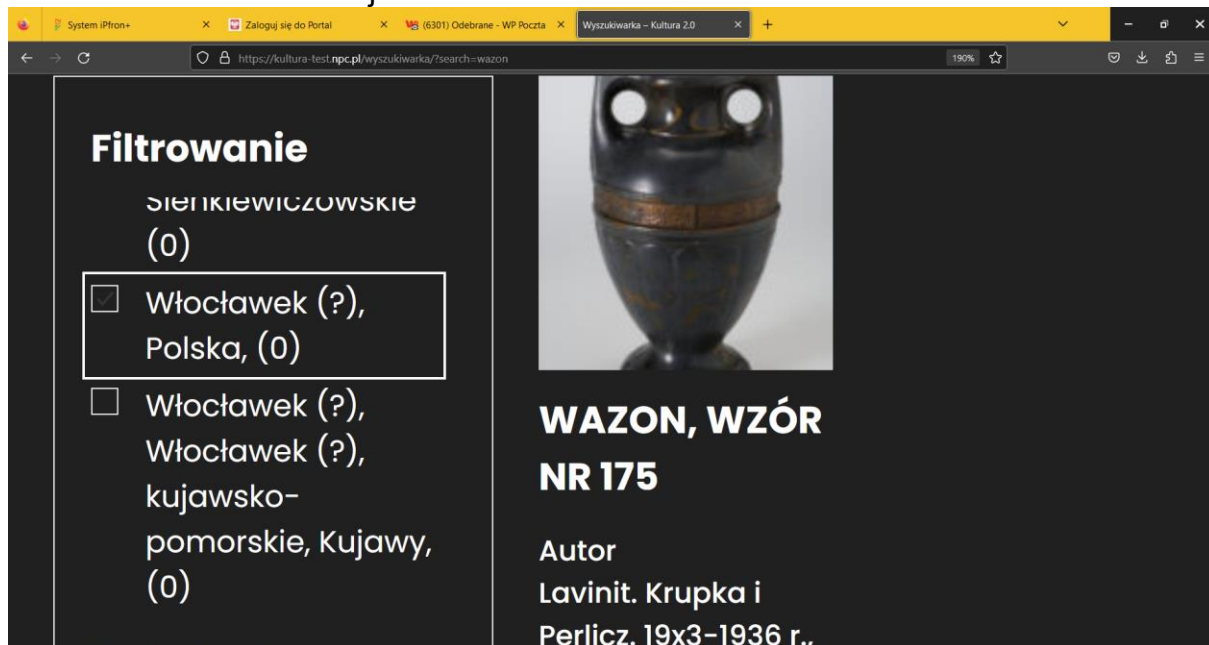 System iPfron+
Zaloguj się do Portal
(6301) Odebrane - WP Poczta
Wyszukiwarka – Kultura 2.0
https://kultura-test.npc.pl/wyszukiwarka/?search=wazon
190%
Filtrowanie
Sienkiewiczowskie
(0)
Włocławek (?),
Polska, (0)
Włocławek (?),
Włocławek (?),
kujawsko-
pomorskie, Kujawy,
(0)
WAZON, WZÓR
NR 175
Autor
Lavinit. Krupka i
Perlicz. 19x3-1936 r.,